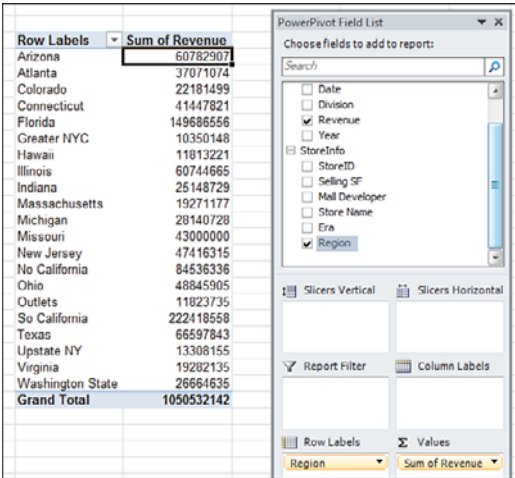 Row Labels Sum of Revenue
Arizona 60782907
Atlanta 37071074
Colorado 22181499
Connecticut 41447821
Florida 149686556
Greater NYC 10350148
Hawaii 11813221
Illinois 60744665
Indiana 25148729
Massachusetts 19271177
Michigan 28140728
Missouri 43000000
New Jersey 47416315
No California 84536336
Ohio 48845905
Outlets 11823735
So California 222418558
Texas 66597843
Upstate NY 13308155
Virginia 19282135
Washington State 26664635
Grand Total 1050532142
PowerPivot Field List
Choose fields to add to report:
Search
Date
Division
Revenue
Year
StoreInfo
StoreID
Selling SF
Mall Developer
Store Name
Era
Region
Slicers Vertical Slicers Horizontal
Report Filter Column Labels
Row Labels Σ Values
Region Sum of Revenue